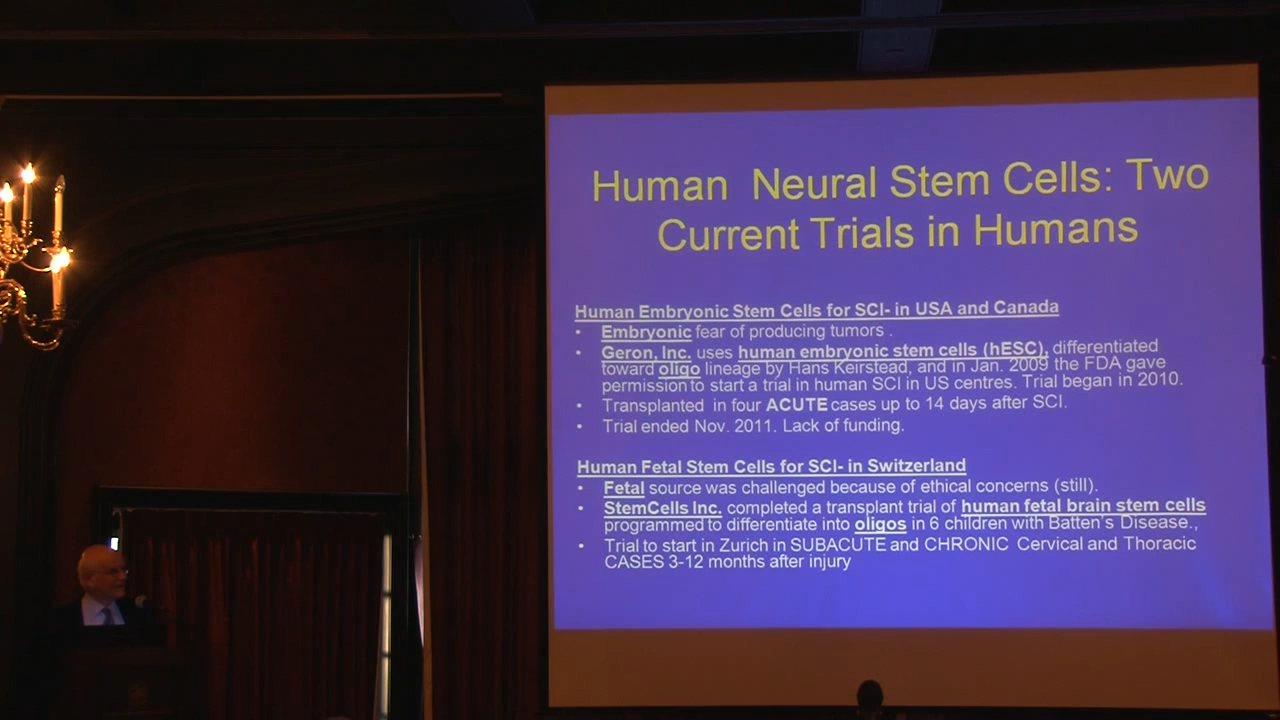 Human Neural Stem Cells: Two
Current Trials in Humans
Human Embryonic Stem Cells for SCI- in USA and Canada
• Embryonic fear of producing tumors .
• Geron, Inc. uses human embryonic stem cells (hESC), differentiated
toward oligo lineage by Hans Keirstead, and in Jan. 2009 the FDA gave
permission to start a trial in human SCI in US centres. Trial began in 2010.
• Transplanted in four ACUTE cases up to 14 days after SCI.
• Trial ended Nov. 2011. Lack of funding.
Human Fetal Stem Cells for SCI- in Switzerland
• Fetal source was challenged because of ethical concerns (still).
• StemCells Inc. completed a transplant trial of human fetal brain stem cells
programmed to differentiate into oligos in 6 children with Batten's Disease.,
• Trial to start in Zurich in SUBACUTE and CHRONIC Cervical and Thoracic
CASES 3-12 months after injury